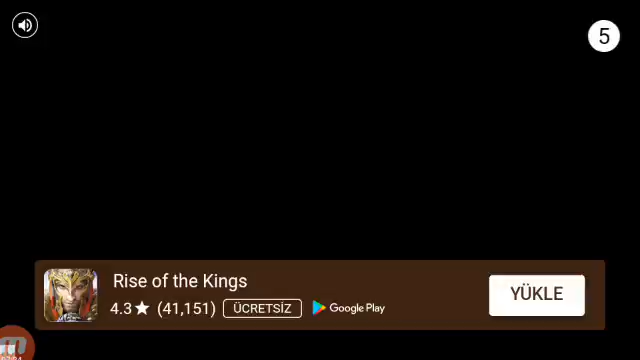 5
Rise of the Kings
4.3★ (41,151) ÜCRETSİZ Google Play
YÜKLE